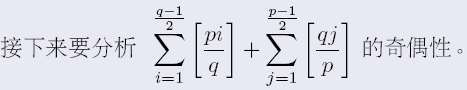 接下来要分析 $\sum_{i=1}^{\frac{q-1}{2}} \left[ \frac{pi}{q} \right] + \sum_{j=1}^{\frac{p-1}{2}} \left[ \frac{qj}{p} \right]$ 的奇偶性。